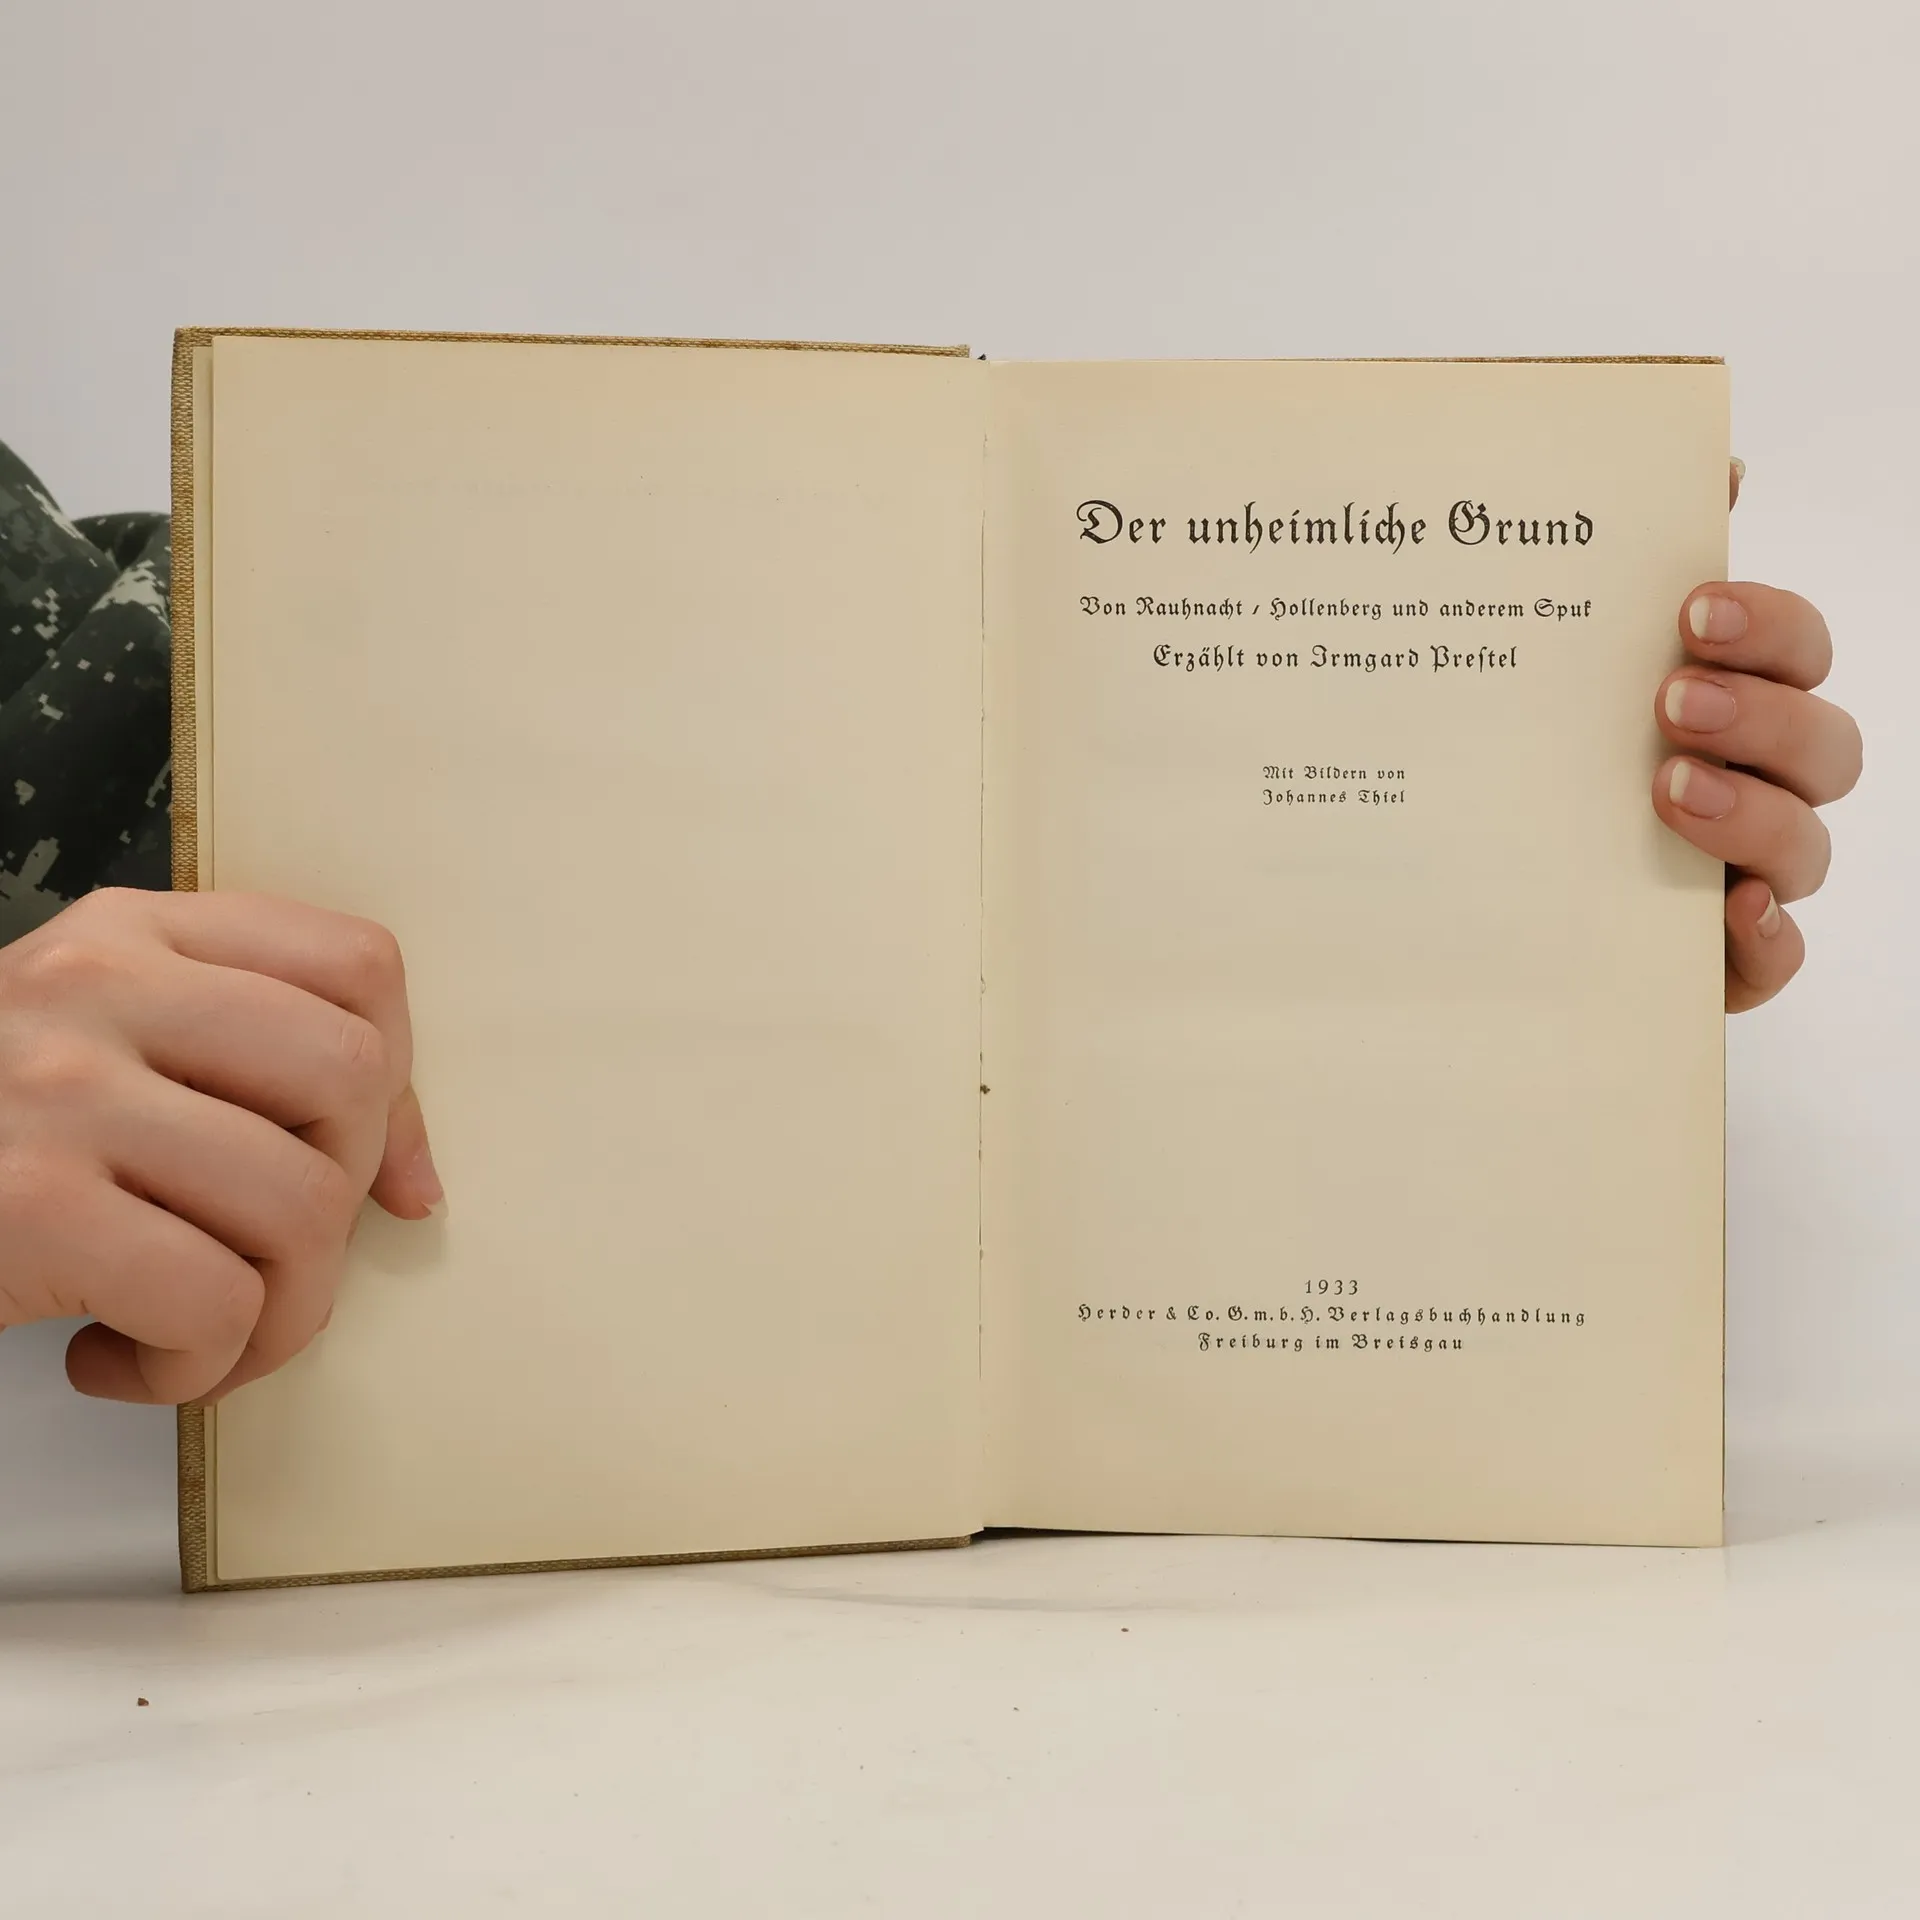 Der unheimliche Grund
Von Rauhnacht / Hollenberg und anderem Spuk
Erzählt von Irmgard Preſtel
Mit Bildern von
Johannes Thiel
1933
Herder & Co. G.m.b.H. Verlagsbuchhandlung
Freiburg im Breisgau